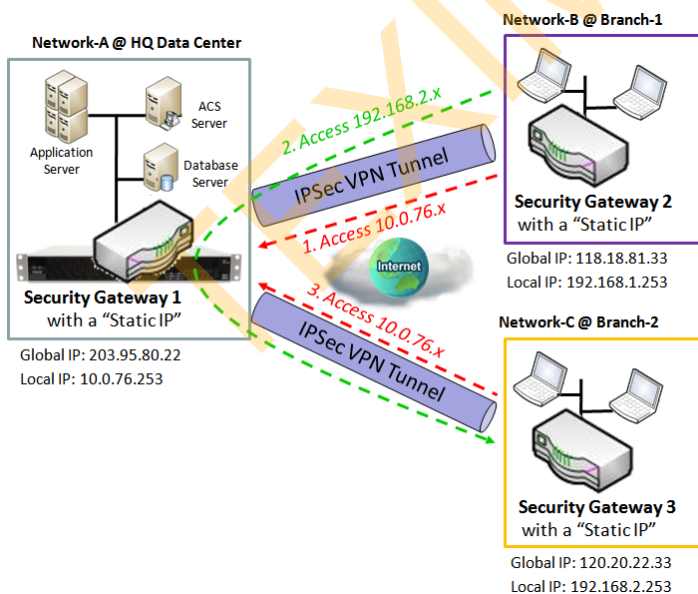 Network-A @ HQ Data Center
Application
Server
ACS
Server
Database
Server
Security Gateway 1
with a "Static IP"
Global IP: 203.95.80.22
Local IP: 10.0.76.253
2. Access 192.168.2.x
IPSec VPN Tunnel
1. Access 10.0.76.x
Internet
3. Access 10.0.76.x
IPSec VPN Tunnel
Network-B @ Branch-1
Security Gateway 2
with a "Static IP"
Global IP: 118.18.81.33
Local IP: 192.168.1.253
Network-C @ Branch-2
Security Gateway 3
with a "Static IP"
Global IP: 120.20.22.33
Local IP: 192.168.2.253